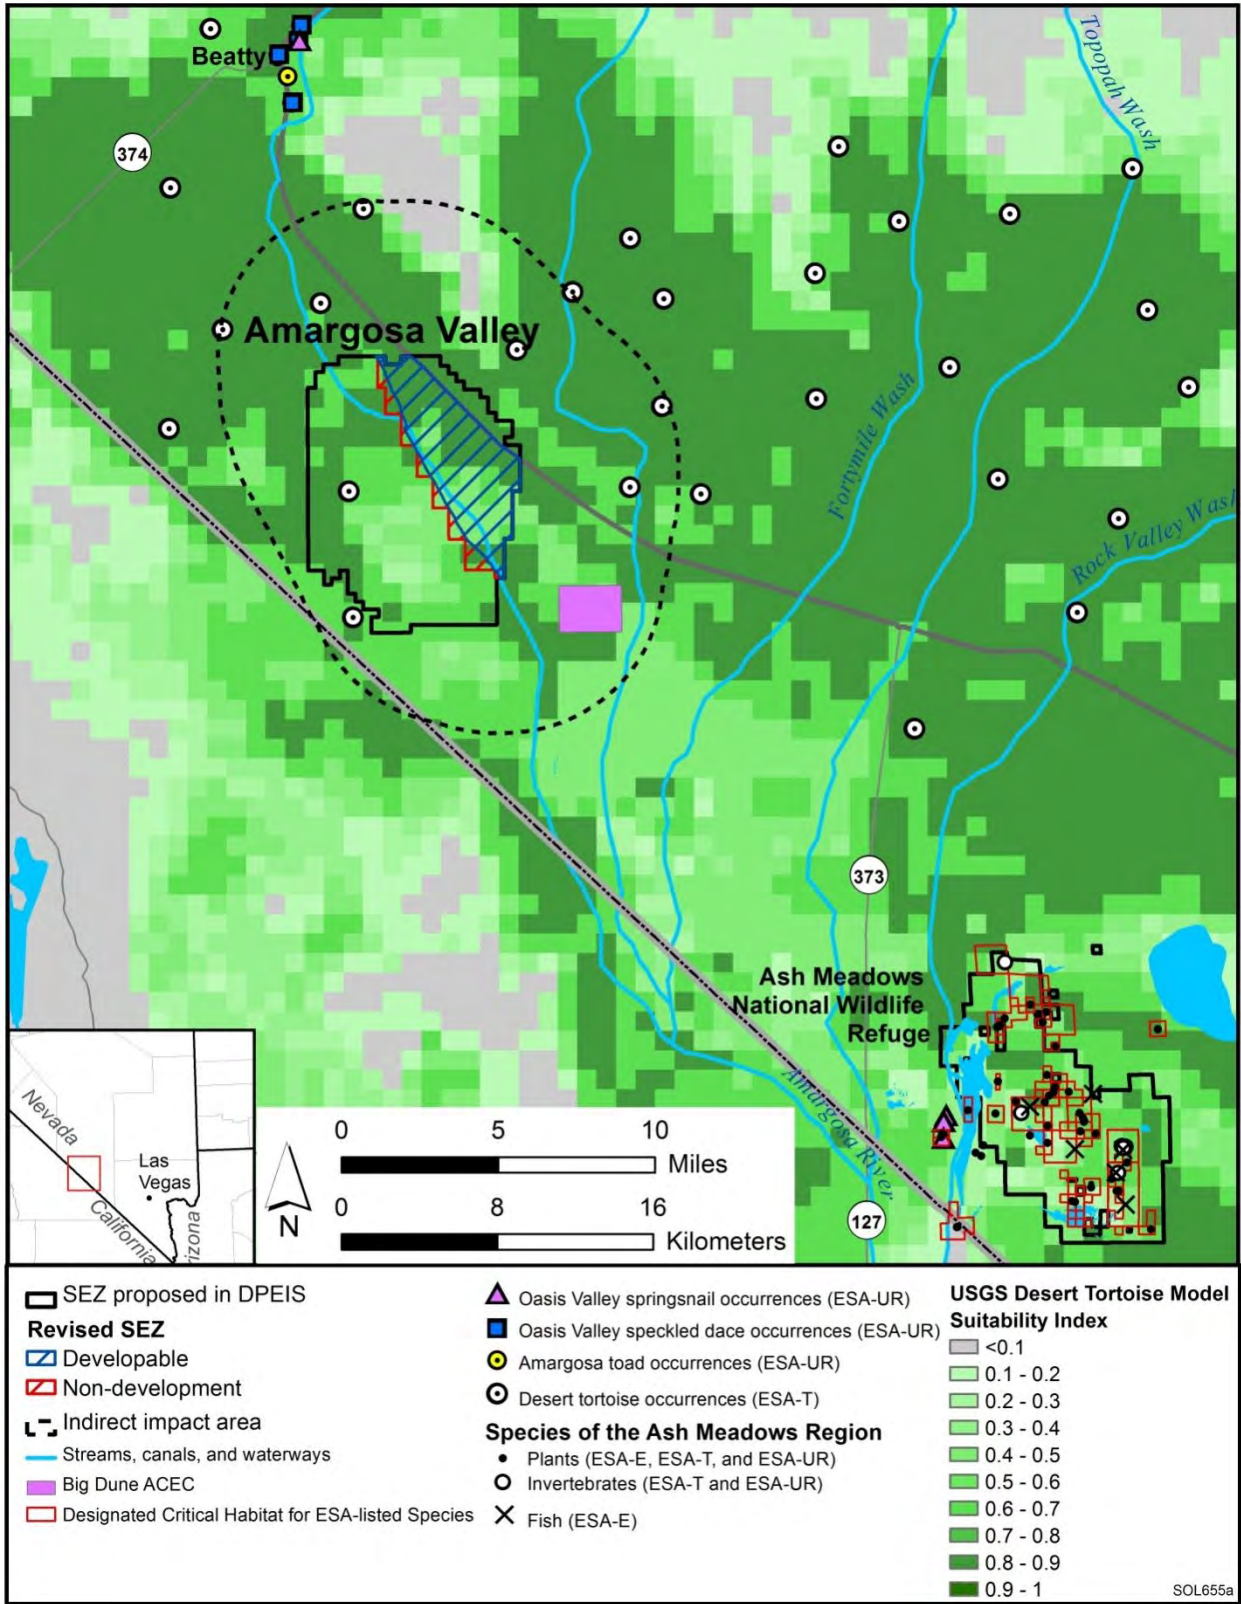 Beatty
Topopah Wash
374
Amargosa Valley
Fortymile Wash
Rock Valley Wash
373
Ash Meadows
National Wildlife
Refuge
Amargosa River
127
Nevada
Las
Vegas
California
rizona
N
0 5 10
Miles
0 8 16
Kilometers
SEZ proposed in DPEIS
Revised SEZ
Developable
Non-development
Indirect impact area
Streams, canals, and waterways
Big Dune ACEC
Designated Critical Habitat for ESA-listed Species
Oasis Valley springsnail occurrences (ESA-UR)
Oasis Valley speckled dace occurrences (ESA-UR)
Amargosa toad occurrences (ESA-UR)
Desert tortoise occurrences (ESA-T)
Species of the Ash Meadows Region
Plants (ESA-E, ESA-T, and ESA-UR)
Invertebrates (ESA-T and ESA-UR)
Fish (ESA-E)
USGS Desert Tortoise Model
Suitability Index
<0.1
0.1 - 0.2
0.2 - 0.3
0.3 - 0.4
0.4 - 0.5
0.5 - 0.6
0.6 - 0.7
0.7 - 0.8
0.8 - 0.9
0.9 - 1
SOL655a